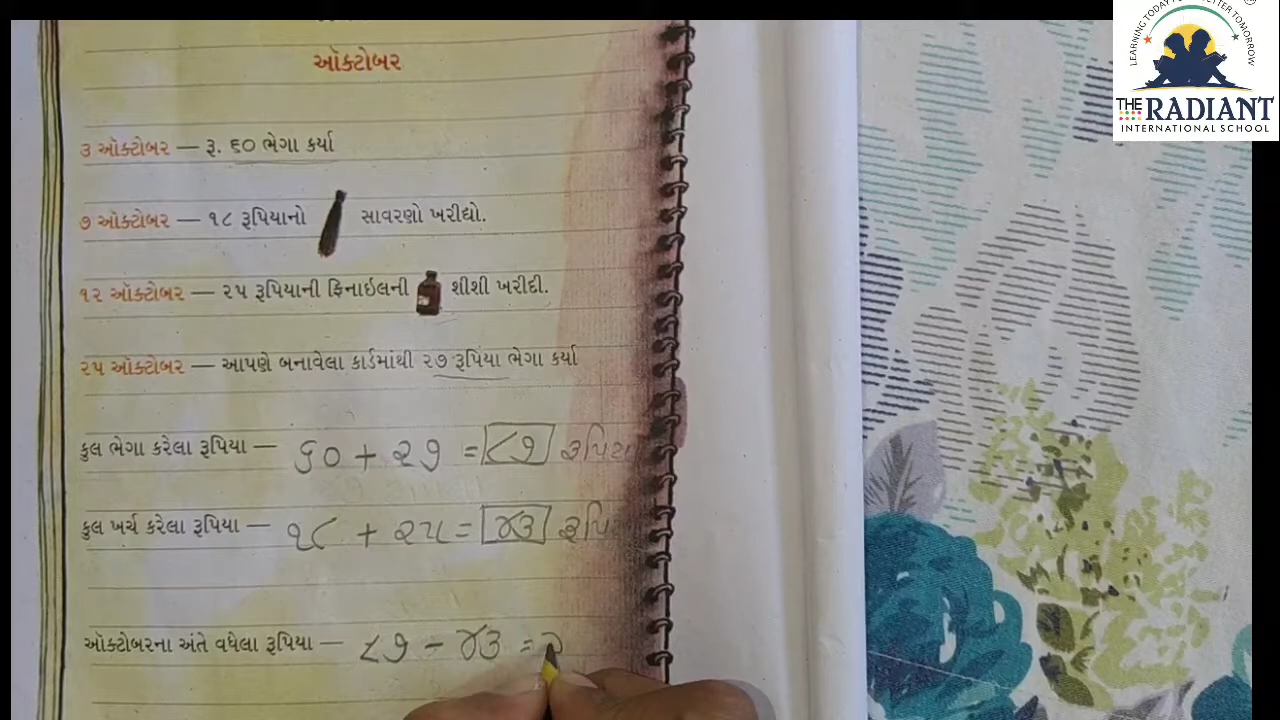 ઑક્ટોબર
૩ ઑક્ટોબર — રૂ. ૬૦ ભેગા કર્યા
૭ ઑક્ટોબર — ૧૮ રૂપિયાનો સાવરણો ખરીદ્યો.
૧૨ ઑક્ટોબર — ૨૫ રૂપિયાની ફિનાઇલની શીશી ખરીદી.
૨૫ ઑક્ટોબર — આપણે બનાવેલા કાર્ડમાંથી ૨૭ રૂપિયા ભેગા કર્યા
કુલ ભેગા કરેલા રૂપિયા — ૬૦ + ૨૭ = ૮૭ રૂપિયા
કુલ ખર્ચ કરેલા રૂપિયા — ૧૮ + ૨૫ = ૪૩ રૂપિ
ઑક્ટોબરના અંતે વધેલા રૂપિયા — ૮૭ – ૪૩ =
THE RADIANT
INTERNATIONAL SCHOOL